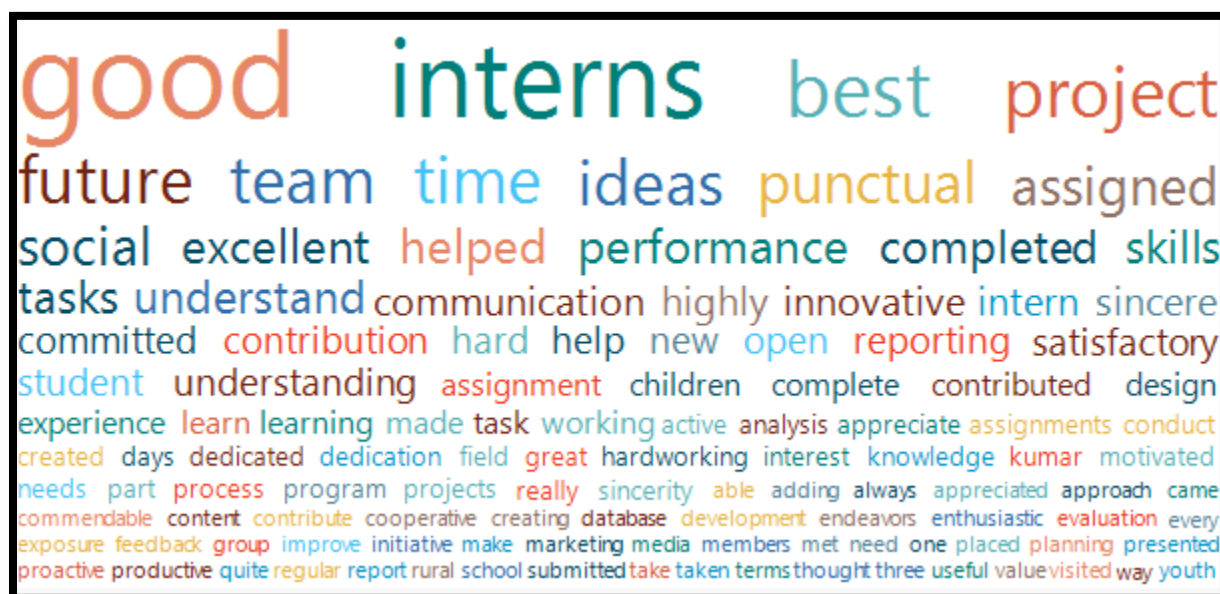 good interns best project
future team time ideas punctual assigned
social excellent helped performance completed skills
tasks understand communication highly innovative intern sincere
committed contribution hard help new open reporting satisfactory
student understanding assignment children complete contributed design
experience learn learning made task working active analysis appreciate assignments conduct
created days dedicated dedication field great hardworking interest knowledge kumar motivated
needs part process program projects really sincerity able adding always appreciated approach came
commendable content contribute cooperative creating database development endeavors enthusiastic evaluation every
exposure feedback group improve initiative make marketing media members met need one placed planning presented
proactive productive quite regular report rural school submitted take taken terms thought three useful value visited way youth